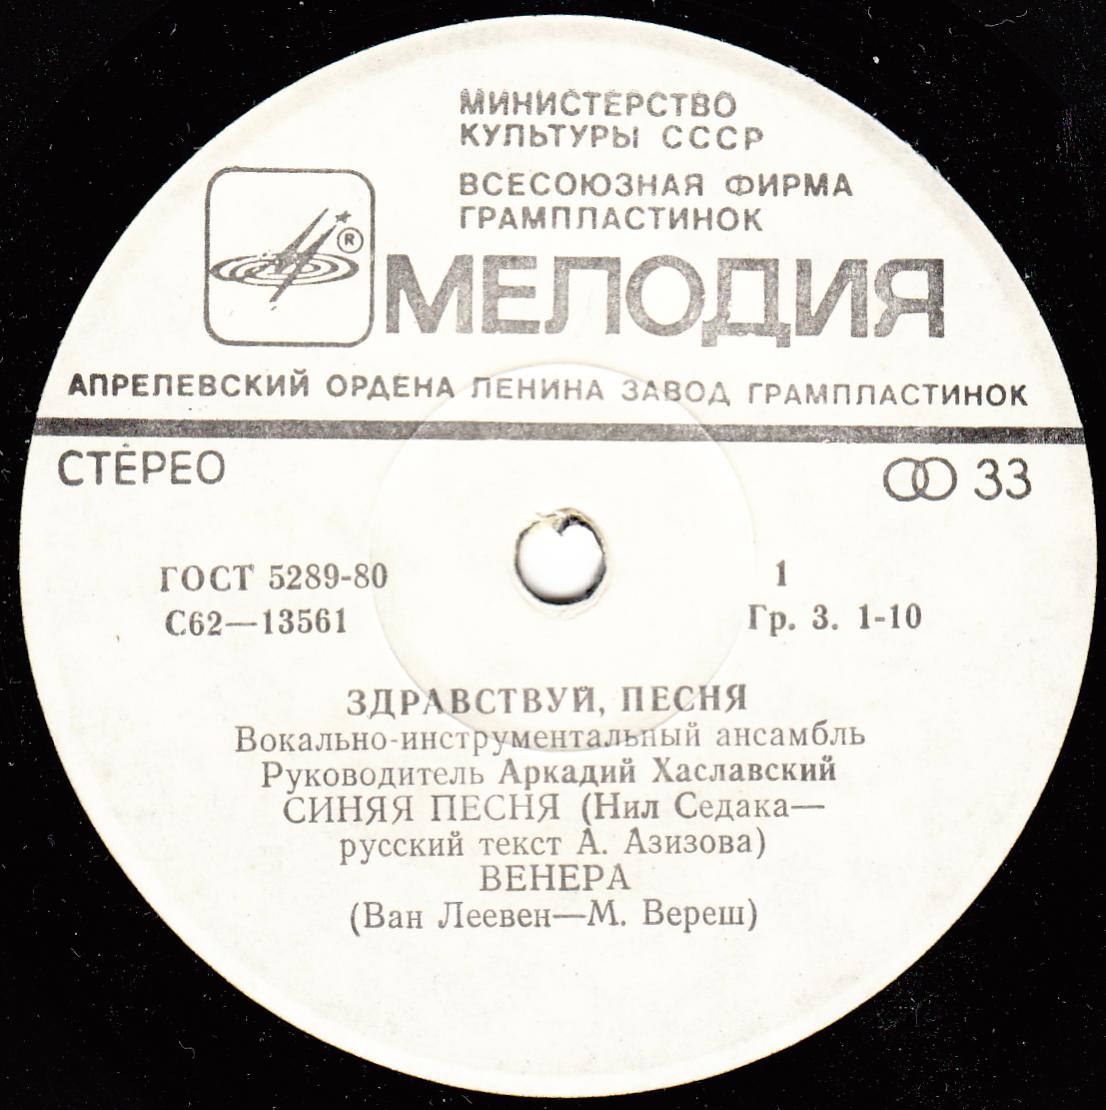 МИНИСТЕРСТВО
КУЛЬТУРЫ СССР
ВСЕСОЮЗНАЯ ФИРМА
ГРАМПЛАСТИНОК
®
МЕЛОДИЯ
АПРЕЛЕВСКИЙ ОРДЕНА ЛЕНИНА ЗАВОД ГРАМПЛАСТИНОК
СТЕРЕО
33
ГОСТ 5289-80
1
С62—13561
Гр. 3. 1-10
ЗДРАВСТВУЙ, ПЕСНЯ
Вокально-инструментальный ансамбль
Руководитель Аркадий Хаславский
СИНЯЯ ПЕСНЯ (Нил Седака—
русский текст А. Азизова)
ВЕНЕРА
(Ван Леевен—М. Вереш)